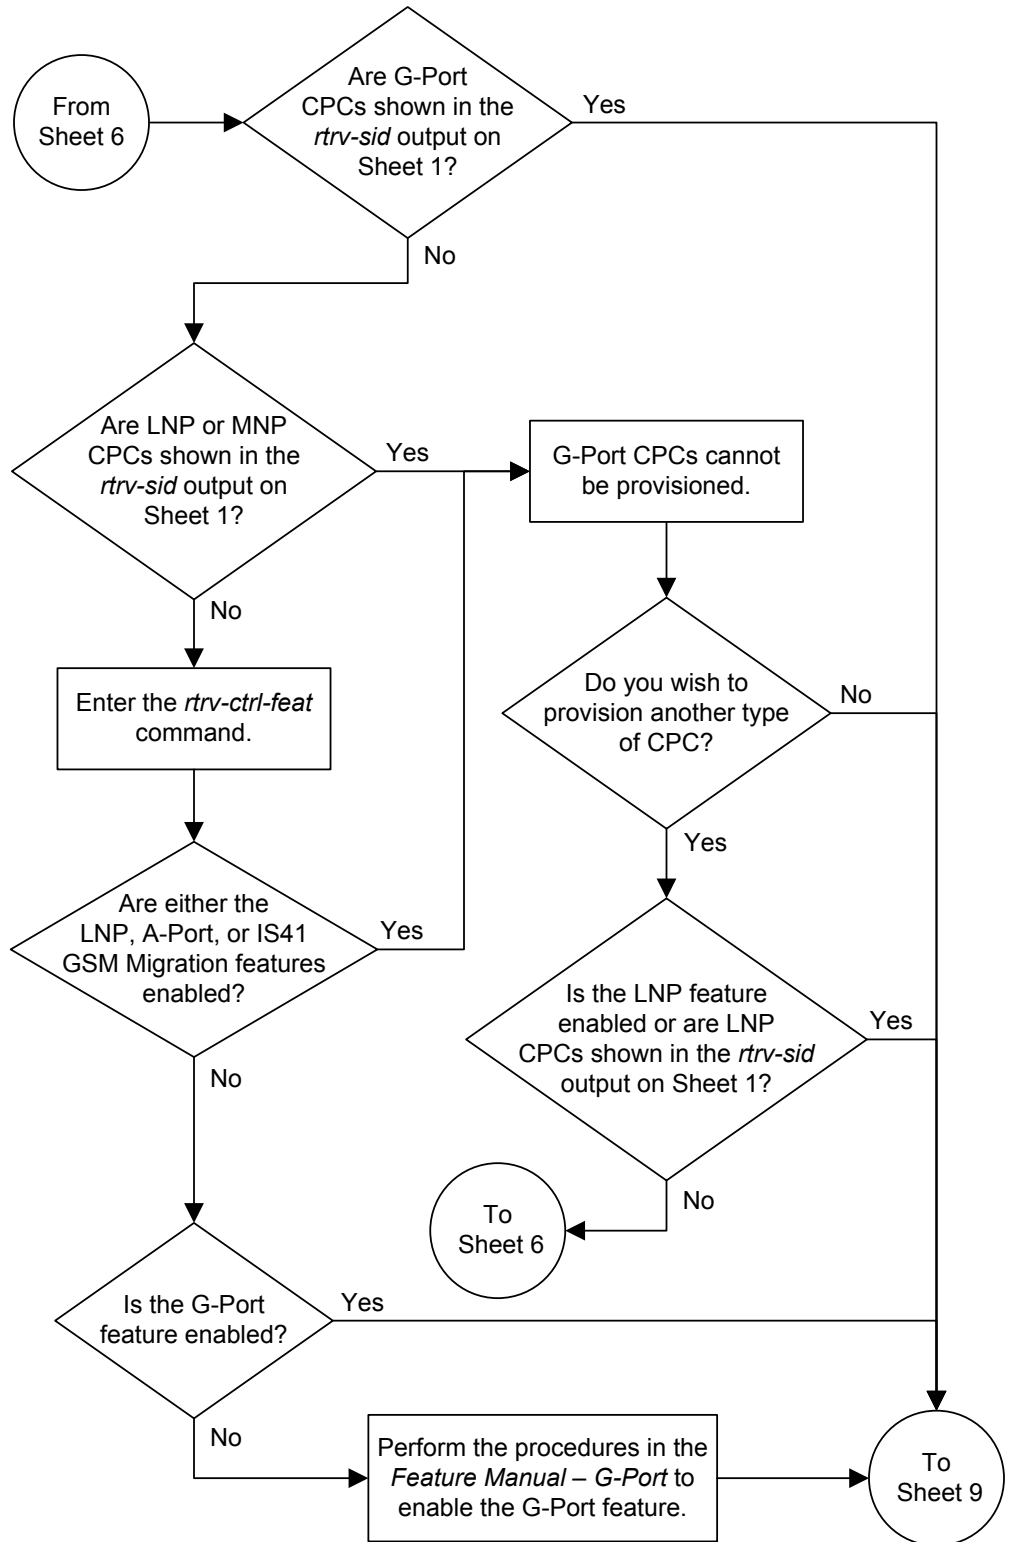 From
Sheet 6
Are G-Port
CPCs shown in the
rtrv-sid output on
Sheet 1?
Yes
No
Are LNP or MNP
CPCs shown in the
rtrv-sid output on
Sheet 1?
Yes
No
G-Port CPCs cannot
be provisioned.
Enter the rtrv-ctrl-feat
command.
Do you wish to
provision another type
of CPC?
No
Yes
Are either the
LNP, A-Port, or IS41
GSM Migration features
enabled?
Yes
No
Is the LNP feature
enabled or are LNP
CPCs shown in the rtrv-sid
output on Sheet 1?
Yes
No
To
Sheet 6
Is the G-Port
feature enabled?
Yes
No
Perform the procedures in the
Feature Manual – G-Port to
enable the G-Port feature.
To
Sheet 9